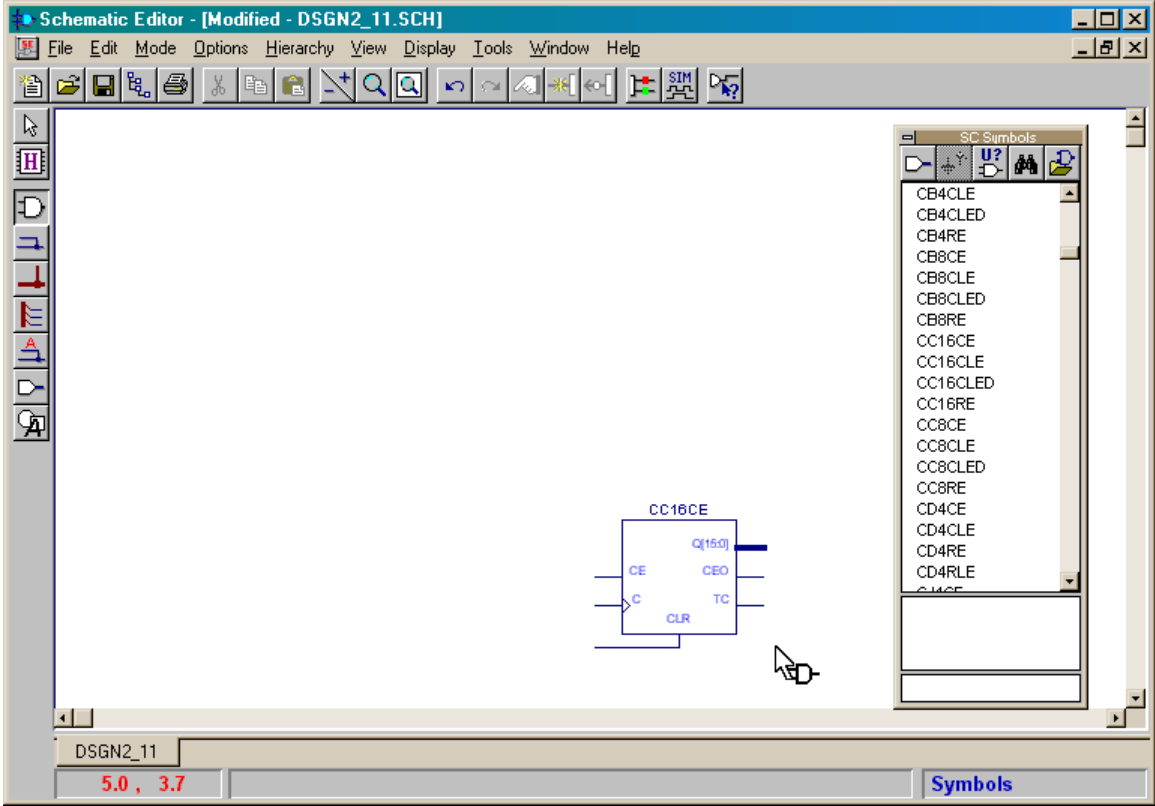 Schematic Editor - [Modified - DSGN2_11.SCH]
File Edit Mode Options Hierarchy View Display Tools Window Help
SIM
H
A
A
SC Symbols
U?
CB4CLE
CB4CLED
CB4RE
CB8CE
CB8CLE
CB8CLED
CB8RE
CC16CE
CC16CLE
CC16CLED
CC16RE
CC8CE
CC8CLE
CC8CLED
CC8RE
CD4CE
CD4CLE
CD4RE
CD4RLE
CC16CE
Q[15:0]
CE CEO
C TC
CLR
DSGN2_11
5.0 , 3.7
Symbols